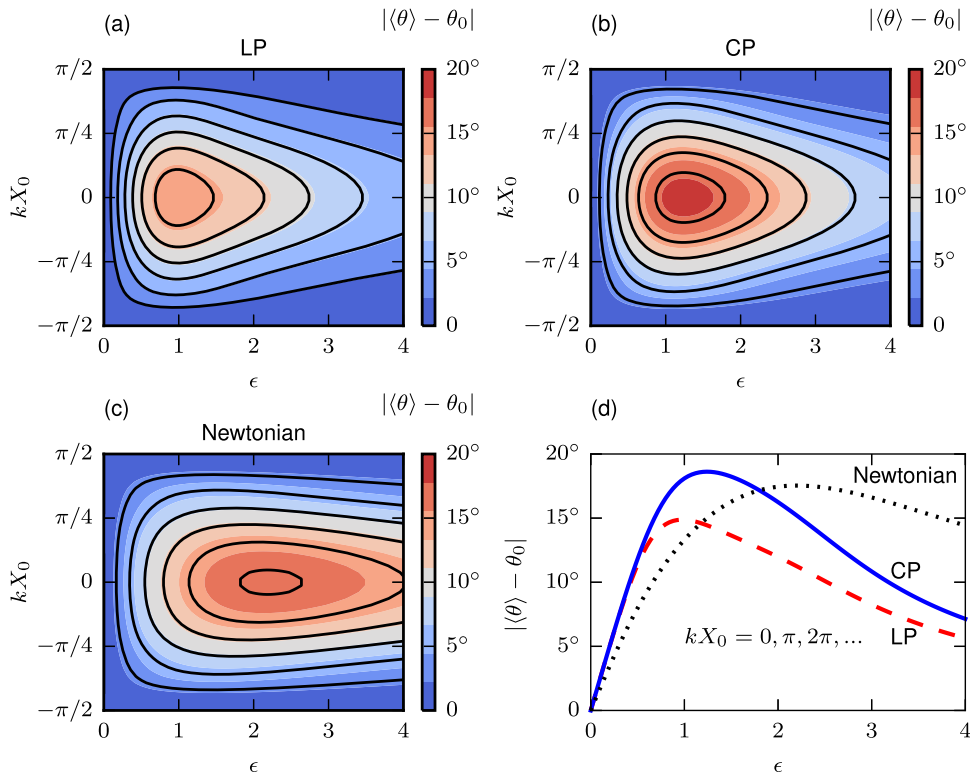 (a) |⟨θ⟩ − θ₀|
LP
π/2
π/4
0
−π/4
−π/2
kX₀
0 1 2 3 4
ϵ
20°
15°
10°
5°
0
(b) |⟨θ⟩ − θ₀|
CP
π/2
π/4
0
−π/4
−π/2
kX₀
0 1 2 3 4
ϵ
20°
15°
10°
5°
0
(c) |⟨θ⟩ − θ₀|
Newtonian
π/2
π/4
0
−π/4
−π/2
kX₀
0 1 2 3 4
ϵ
20°
15°
10°
5°
0
(d)
20°
15°
10°
5°
0
|⟨θ⟩ − θ₀|
Newtonian
CP
LP
kX₀ = 0, π, 2π, ...
0 1 2 3 4
ϵ